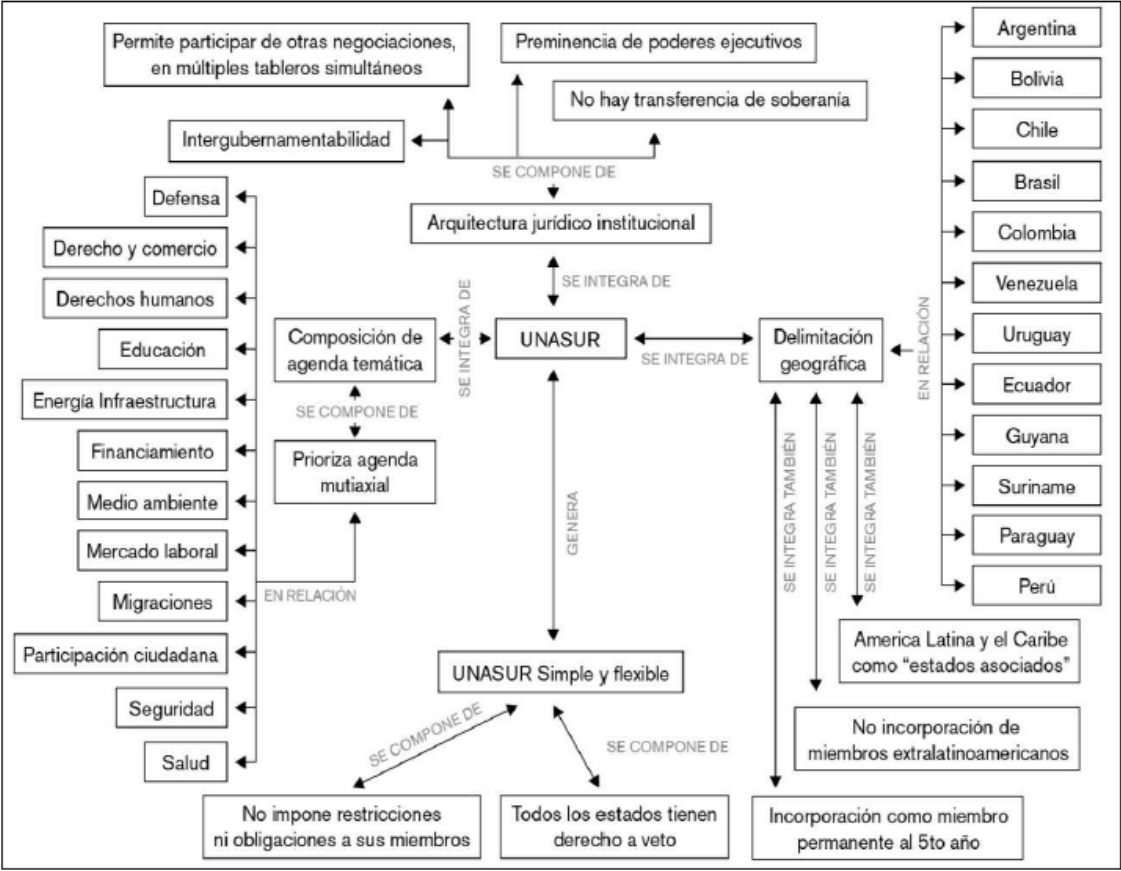 Permite participar de otras negociaciones,
en múltiples tableros simultáneos
Preminencia de poderes ejecutivos
No hay transferencia de soberanía
Intergubernamentabilidad
SE COMPONE DE
Arquitectura jurídico institucional
SE INTEGRA DE
UNASUR
SE INTEGRA DE
Composición de
agenda temática
SE COMPONE DE
Prioriza agenda
mutiaxial
EN RELACIÓN
Defensa
Derecho y comercio
Derechos humanos
Educación
Energía Infraestructura
Financiamiento
Medio ambiente
Mercado laboral
Migraciones
Participación ciudadana
Seguridad
Salud
SE INTEGRA DE
Delimitación
geográfica
EN RELACIÓN
Argentina
Bolivia
Chile
Brasil
Colombia
Venezuela
Uruguay
Ecuador
Guyana
Suriname
Paraguay
Perú
SE INTEGRA TAMBIÉN
SE INTEGRA TAMBIÉN
SE INTEGRA TAMBIÉN
America Latina y el Caribe
como “estados asociados”
No incorporación de
miembros extralatinoamericanos
Incorporación como miembro
permanente al 5to año
GENERA
UNASUR Simple y flexible
SE COMPONE DE
SE COMPONE DE
No impone restricciones
ni obligaciones a sus miembros
Todos los estados tienen
derecho a veto